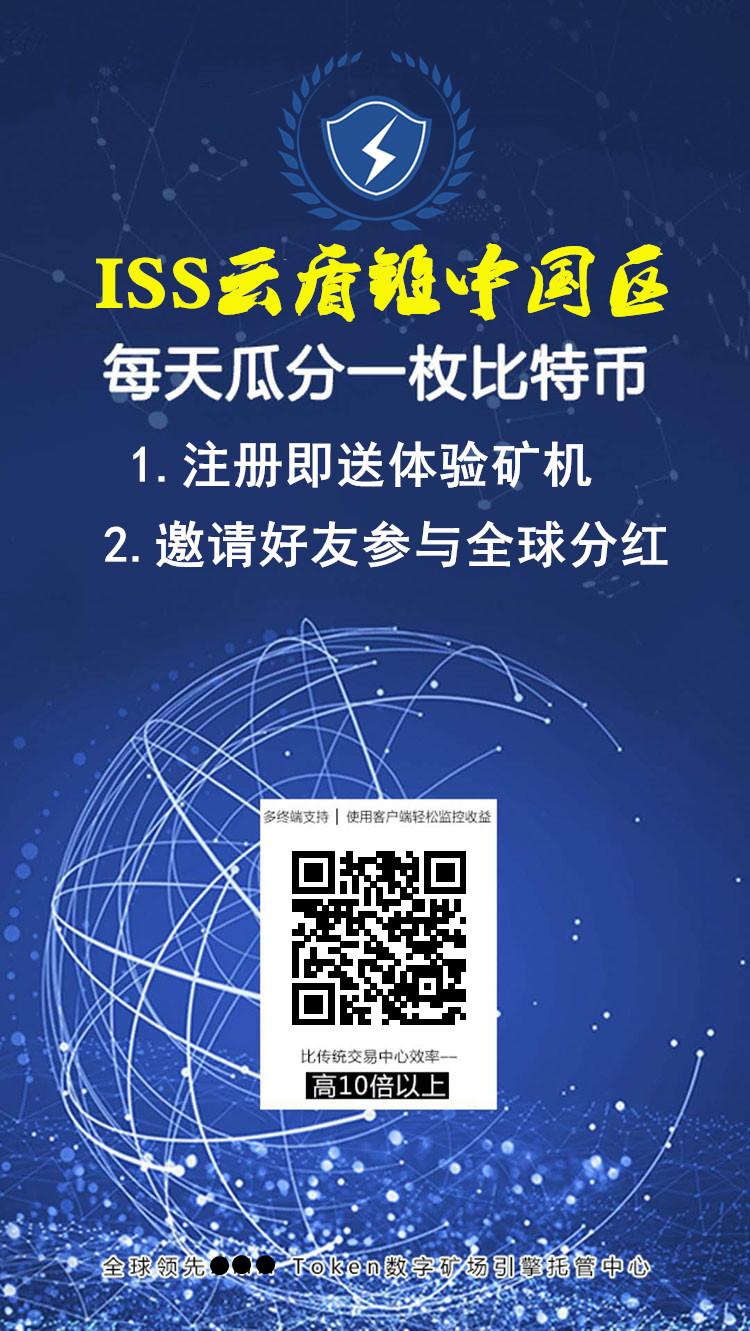 ISS云盾链中国区
每天瓜分一枚比特币
1.注册即送体验矿机
2.邀请好友参与全球分红
多终端支持 | 使用客户端轻松监控收益
比传统交易中心效率——
高10倍以上
全球领先●●● Token数字矿场引擎托管中心